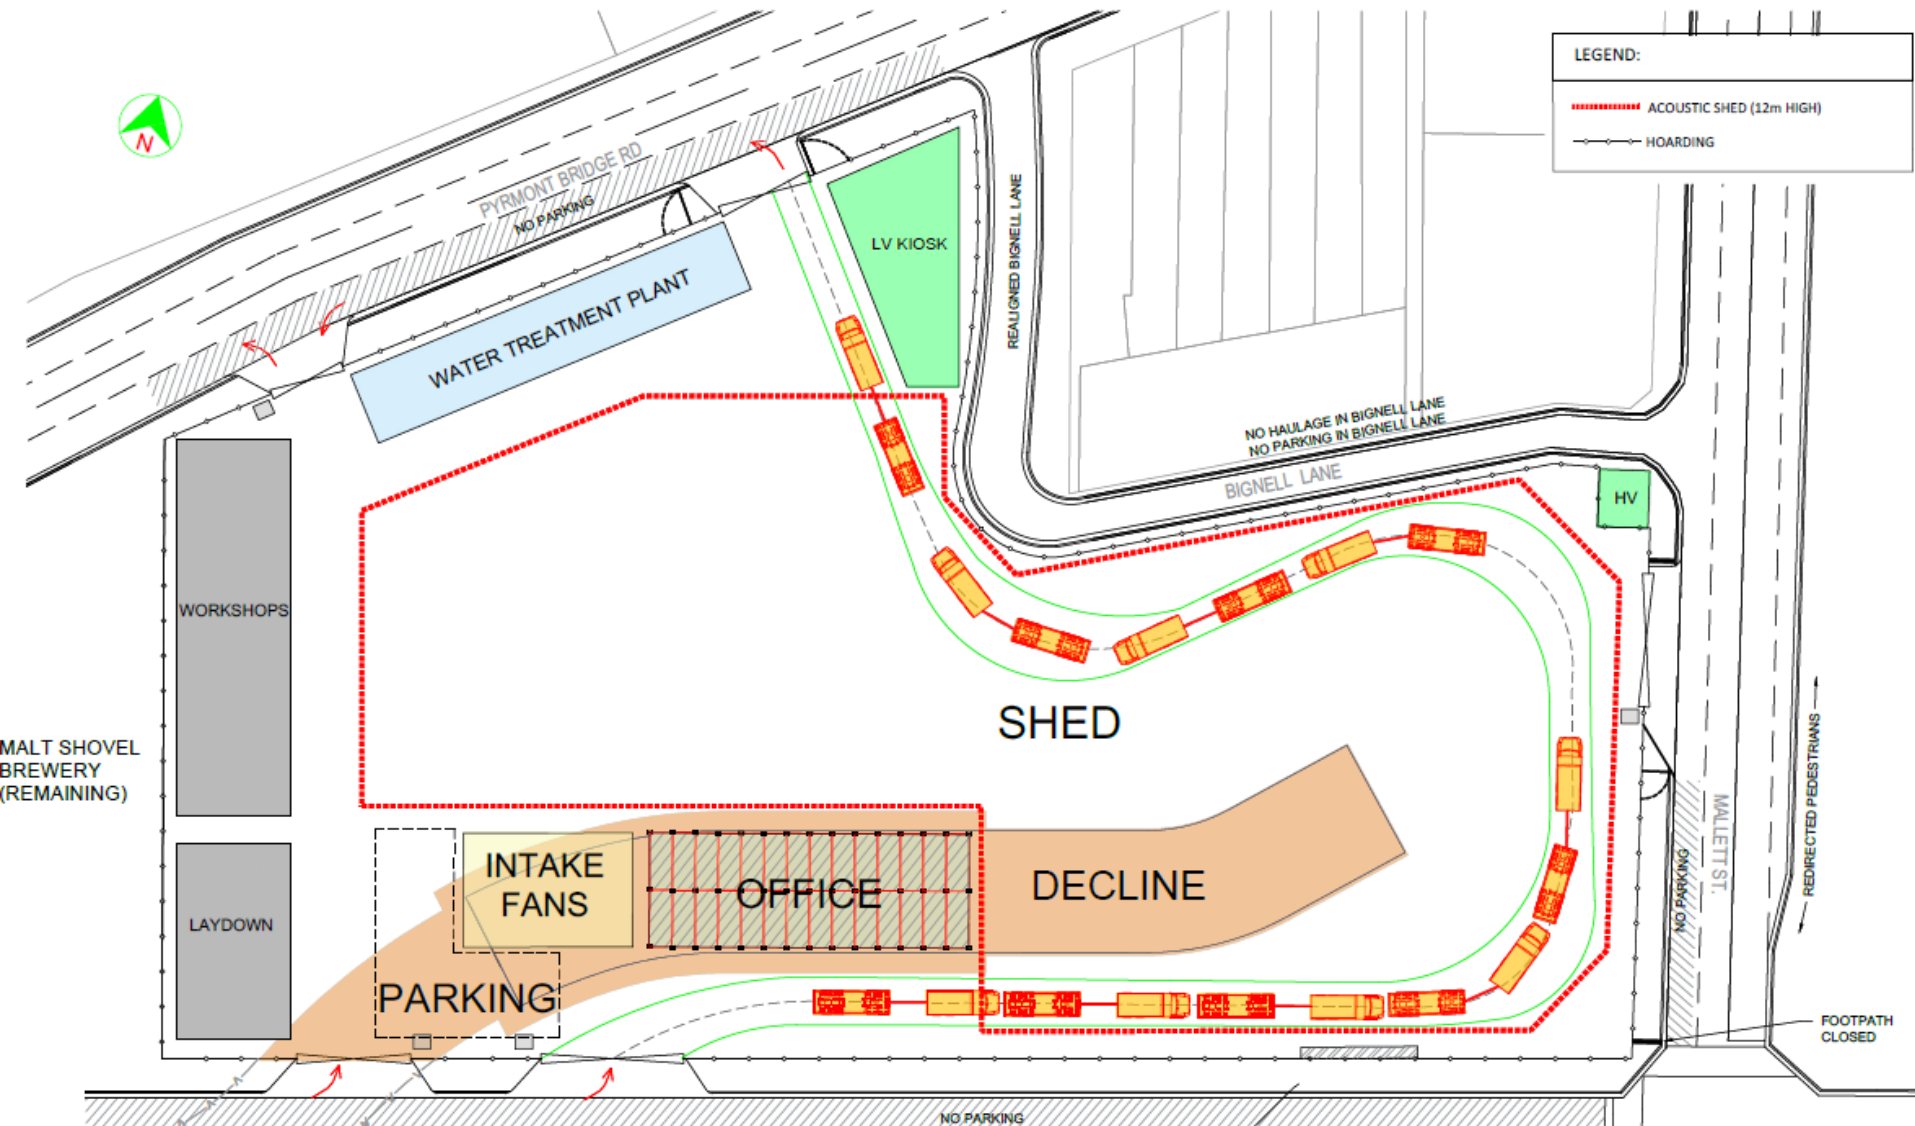 LEGEND:
ACOUSTIC SHED (12m HIGH)
HOARDING
N
PYRMONT BRIDGE RD
NO PARKING
LV KIOSK
REALIGNED BIGNELL LANE
WATER TREATMENT PLANT
NO HAULAGE IN BIGNELL LANE
NO PARKING IN BIGNELL LANE
BIGNELL LANE
HV
WORKSHOPS
SHED
MALT SHOVEL
BREWERY
(REMAINING)
REDIRECTED PEDESTRIANS
MALLETT ST.
NO PARKING
INTAKE
FANS
OFFICE
DECLINE
LAYDOWN
PARKING
FOOTPATH
CLOSED
NO PARKING